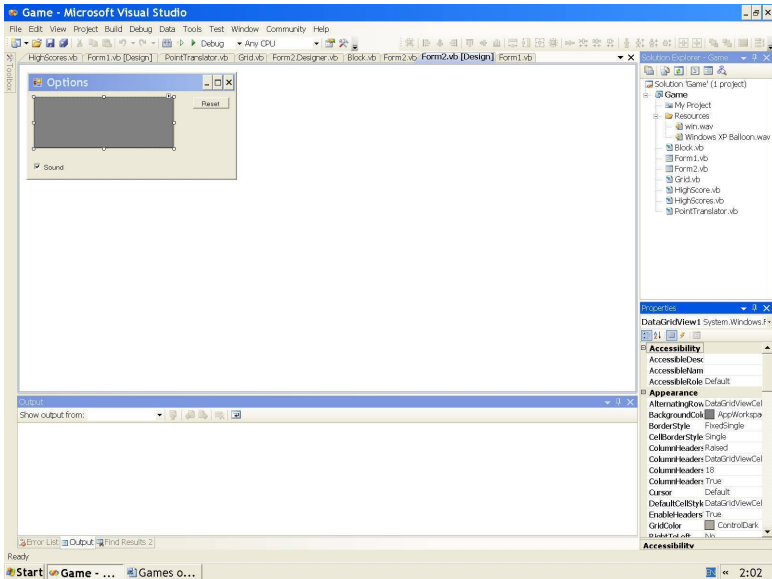 Game - Microsoft Visual Studio
File Edit View Project Build Debug Data Tools Test Window Community Help
Debug Any CPU
HighScores.vb Form1.vb [Design] PointTranslator.vb Grid.vb Form2.Designer.vb Block.vb Form2.vb Form2.vb [Design] Form1.vb
Toolbox
Options
Reset
Sound
Solution Explorer - Game
Solution 'Game' (1 project)
Game
My Project
Resources
win.wav
Windows XP Balloon.wav
Block.vb
Form1.vb
Form2.vb
Grid.vb
HighScore.vb
HighScores.vb
PointTranslator.vb
Properties
DataGridView1 System.Windows.F
Accessibility
AccessibleDesc
AccessibleNam
AccessibleRole Default
Appearance
AlternatingRow DataGridViewCel
BackgroundColo AppWorkspa
BorderStyle FixedSingle
CellBorderStyle Single
ColumnHeaders Raised
ColumnHeaders DataGridViewCel
ColumnHeaders 18
ColumnHeaders True
Cursor Default
DefaultCellStyle DataGridViewCel
EnableHeaders True
GridColor ControlDark
RightToLeft No
Accessibility
Output
Show output from:
Error List Output Find Results 2
Ready
Start Game - ... Games o... EN « 2:02